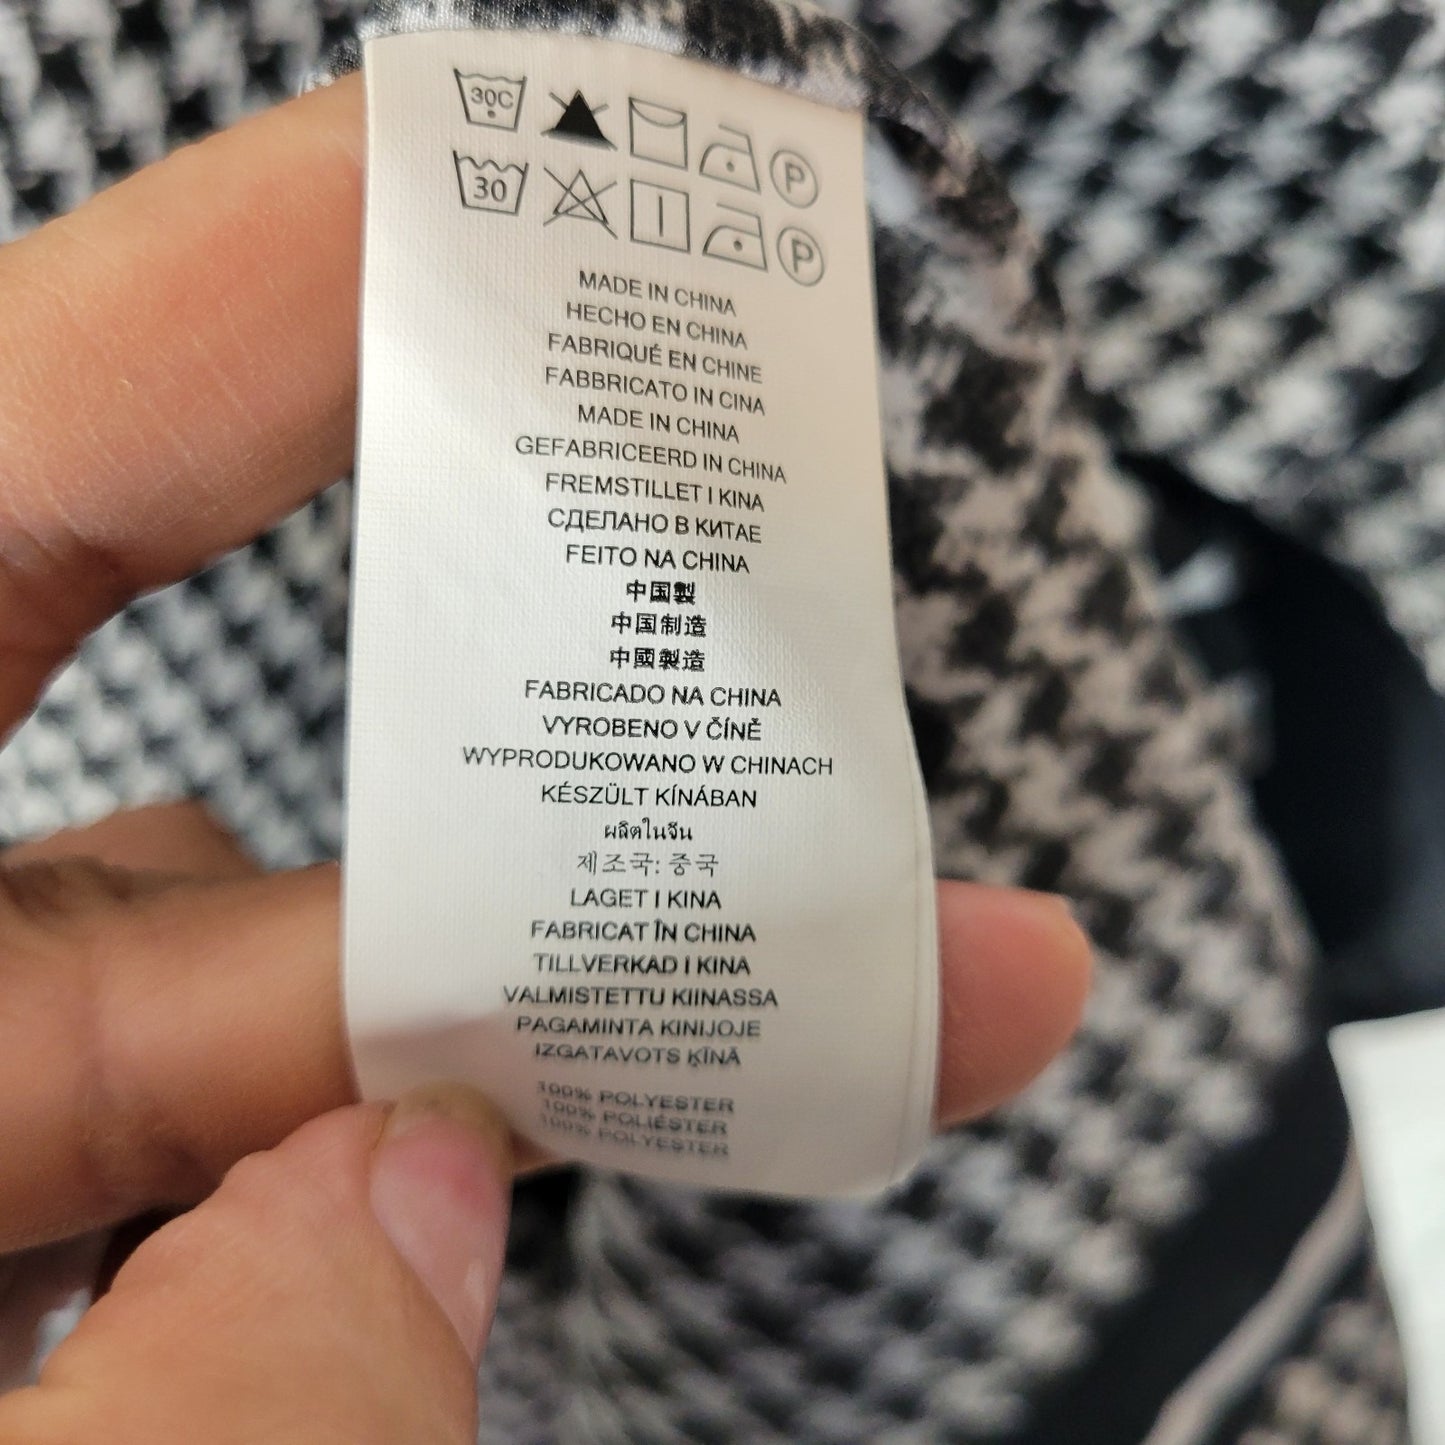 30C P
30 P
MADE IN CHINA
HECHO EN CHINA
FABRIQUÉ EN CHINE
FABBRICATO IN CINA
MADE IN CHINA
GEFABRICEERD IN CHINA
FREMSTILLET I KINA
СДЕЛАНО В КИТАЕ
FEITO NA CHINA
中国製
中国制造
中國製造
FABRICADO NA CHINA
VYROBENO V ČÍNĚ
WYPRODUKOWANO W CHINACH
KÉSZÜLT KÍNÁBAN
ผลิตในจีน
제조국: 중국
LAGET I KINA
FABRICAT ÎN CHINA
TILLVERKAD I KINA
VALMISTETTU KIINASSA
PAGAMINTA KINIJOJE
IZGATAVOTS ĶĪNĀ
100% POLYESTER
100% POLIÉSTER
100% POLYESTER